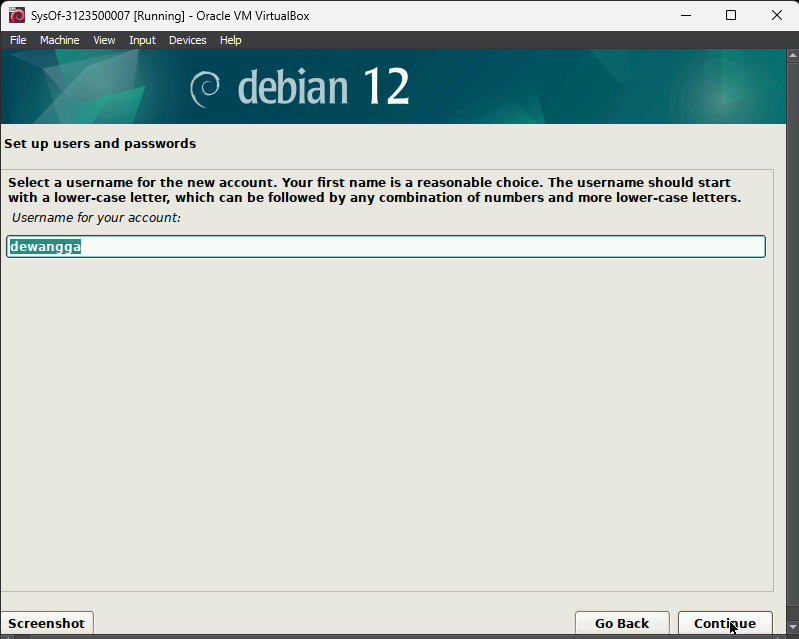 SysOf-3123500007 [Running] - Oracle VM VirtualBox
File Machine View Input Devices Help
debian 12
Set up users and passwords
Select a username for the new account. Your first name is a reasonable choice. The username should start
with a lower-case letter, which can be followed by any combination of numbers and more lower-case letters.
Username for your account:
dewangga
Screenshot Go Back Continue